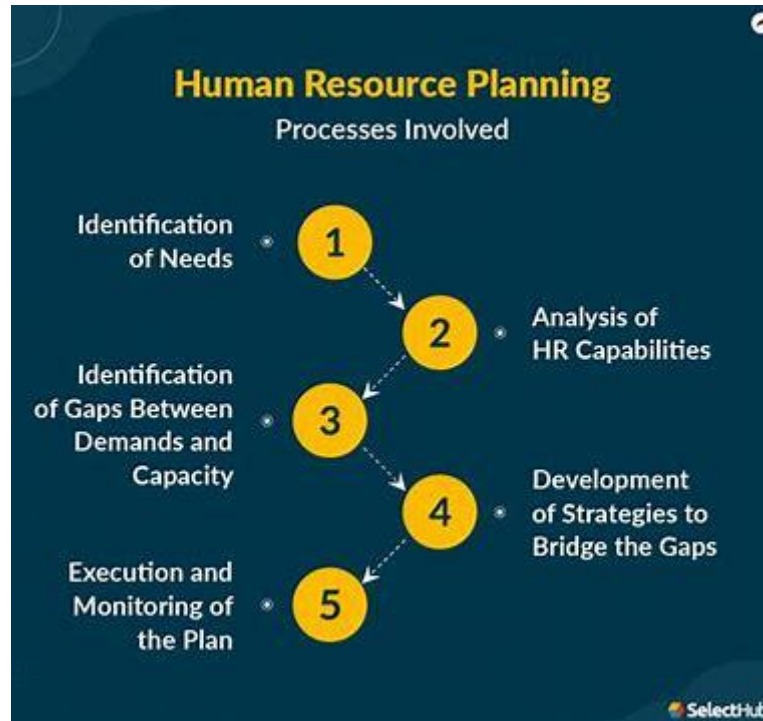 Human Resource Planning
Processes Involved
Identification
of Needs
1
2
Analysis of
HR Capabilities
Identification
of Gaps Between
Demands and
Capacity
3
4
Development
of Strategies to
Bridge the Gaps
Execution and
Monitoring of
the Plan
5
SelectHub